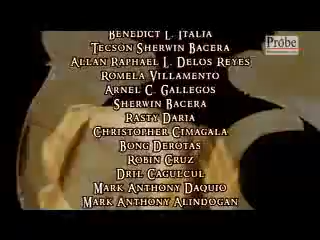 Benedict L. Italia
Próbe
Tecson Sherwin Bacera
Allan Raphael L. Delos Reyes
Romela Villamento
Arnel C. Gallegos
Sherwin Bacera
Rasty Daria
Christopher Cimagala
Bong Derotas
Robin Cruz
Dril Cagulcul
Mark Anthony Daquio
Mark Anthony Alindogan